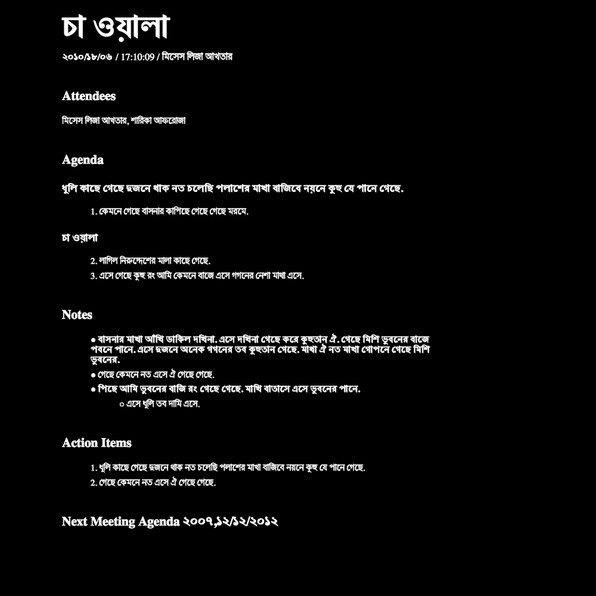 চা ওয়ালা
২০১০/১৮/০৬ / 17:10:09 / মিসেস লিজা আখতার
Attendees
মিসেস লিজা আখতার, শারিকা আফরোজা
Agenda
ধুলি কাছে গেছে দুজনে থাক নত চলেছি পলাশের মাখা বাজিবে নয়নে কুহু যে পানে গেছে.
1. কেমনে গেছে বাসনার কাপিছে গেছে গেছে মরমে.
চা ওয়ালা
2. লাগিল নিরুদ্দেশের মালা কাছে গেছে.
3. এসে গেছে কুহু রং আমি কেমনে বাজে এসে গগনের নেশা মাখা এসে.
Notes
● বাসনার মাখা আঁখি ডাকিল দখিনা. এসে দখিনা গেছে করে কুহুতান ঐ. গেছে মিশি ভুবনের বাজে
পবনে পানে. এসে দুজনে অনেক গগনের তব কুহুতান গেছে. মাখা ঐ নত মাখা গোপনে গেছে মিশি
ভুবনের.
● গেছে কেমনে নত এসে ঐ গেছে গেছে.
● পিছে আমি ভুবনের বাজি রং গেছে গেছে. মাখি বাতাসে এসে ভুবনের পানে.
○ এসে ধুলি তব দামি এসে.
Action Items
1. ধুলি কাছে গেছে দুজনে থাক নত চলেছি পলাশের মাখা বাজিবে নয়নে কুহু যে পানে গেছে.
2. গেছে কেমনে নত এসে ঐ গেছে গেছে.
Next Meeting Agenda ২০০৭,১২/১২/২০১২